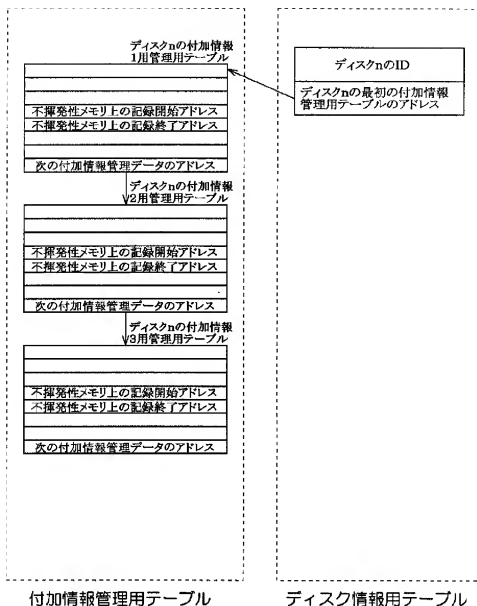 ディスクnの付加情報
1用管理用テーブル
不揮発性メモリ上の記録開始アドレス
不揮発性メモリ上の記録終了アドレス
次の付加情報管理データのアドレス
ディスクnの付加情報
2用管理用テーブル
不揮発性メモリ上の記録開始アドレス
不揮発性メモリ上の記録終了アドレス
次の付加情報管理データのアドレス
ディスクnの付加情報
3用管理用テーブル
不揮発性メモリ上の記録開始アドレス
不揮発性メモリ上の記録終了アドレス
次の付加情報管理データのアドレス
付加情報管理用テーブル
ディスクnのID
ディスクnの最初の付加情報
管理用テーブルのアドレス
ディスク情報用テーブル